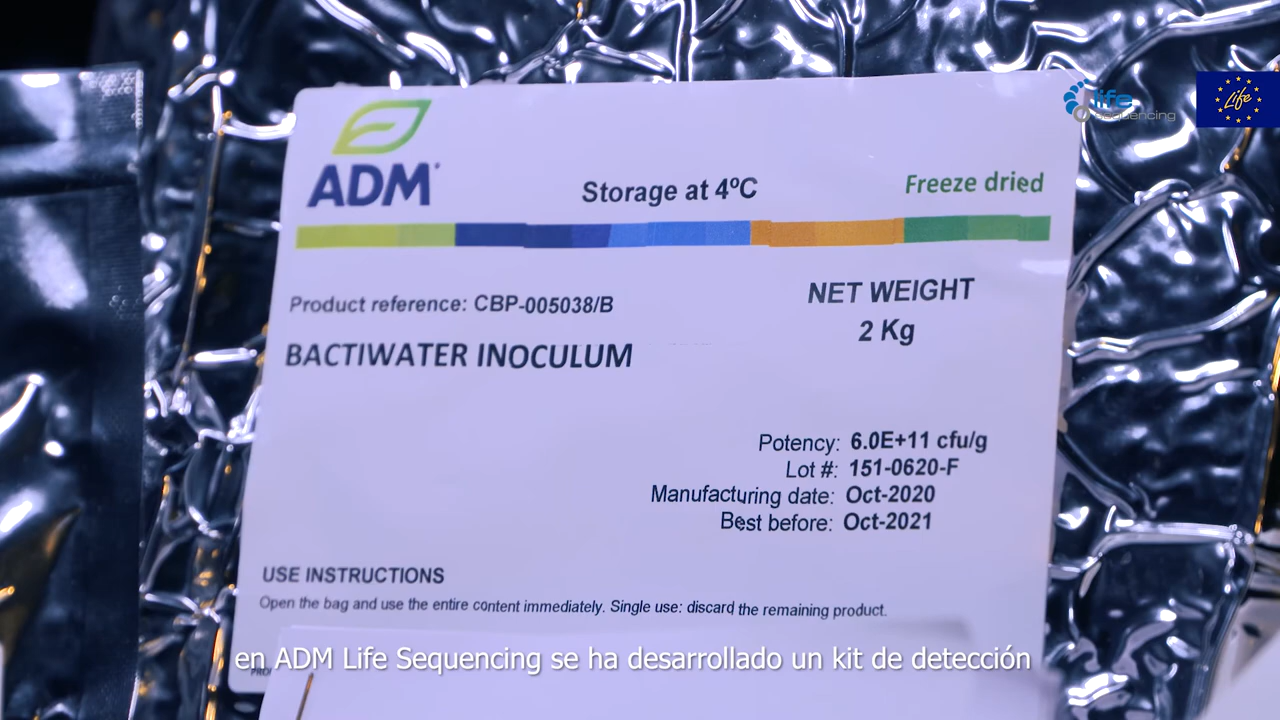 ADM
Storage at 4ºC
Freeze dried
life
sequencing
Life
Product reference: CBP-005038/B
NET WEIGHT
2 Kg
BACTIWATER INOCULUM
Potency: 6.0E+11 cfu/g
Lot #: 151-0620-F
Manufacturing date: Oct-2020
Best before: Oct-2021
USE INSTRUCTIONS
Open the bag and use the entire content immediately. Single use: discard the remaining product.
en ADM Life Sequencing se ha desarrollado un kit de detección